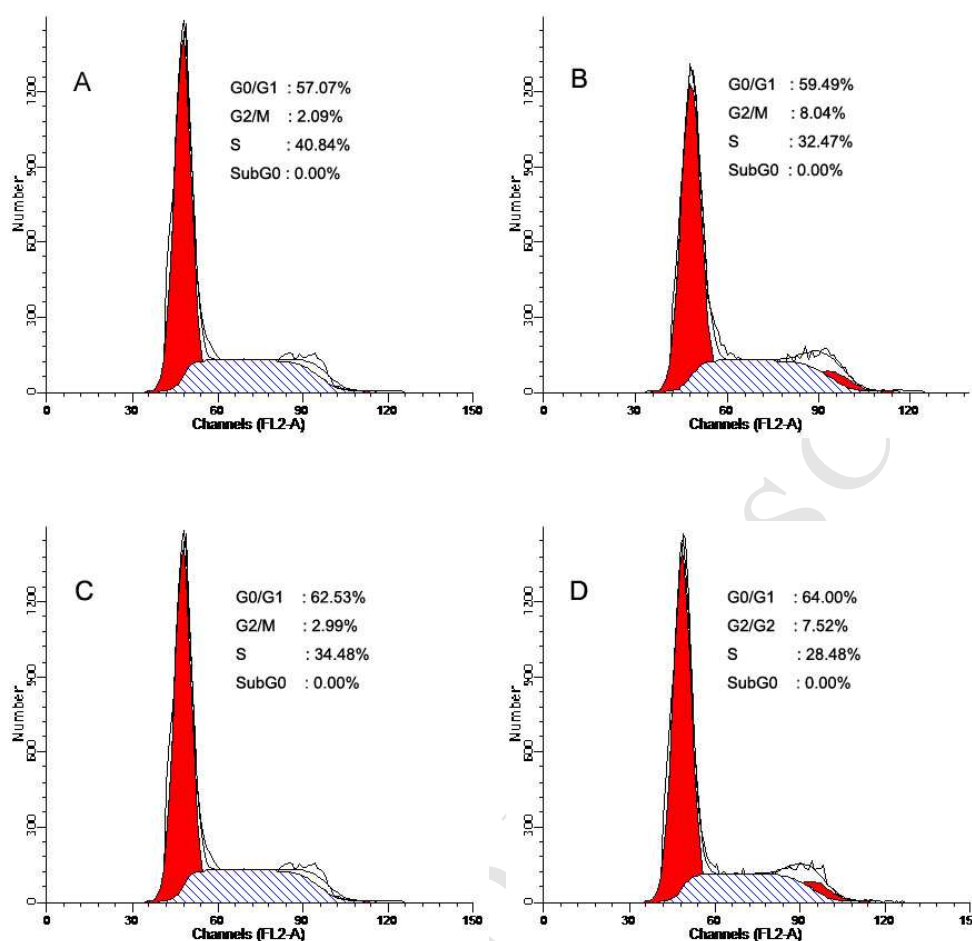 A
G0/G1 : 57.07%
G2/M : 2.09%
S : 40.84%
SubG0 : 0.00%
Number
0 300 600 900 1200
0 30 60 90 120 150
Channels (FL2-A)
B
G0/G1 : 59.49%
G2/M : 8.04%
S : 32.47%
SubG0 : 0.00%
Number
0 300 600 900 1200
0 30 60 90 120
Channels (FL2-A)
C
G0/G1 : 62.53%
G2/M : 2.99%
S : 34.48%
SubG0 : 0.00%
Number
0 300 600 900 1200
0 30 60 90 120 150
Channels (FL2-A)
D
G0/G1 : 64.00%
G2/G2 : 7.52%
S : 28.48%
SubG0 : 0.00%
Number
0 300 600 900 1200
0 30 60 90 120 150
Channels (FL2-A)
SC